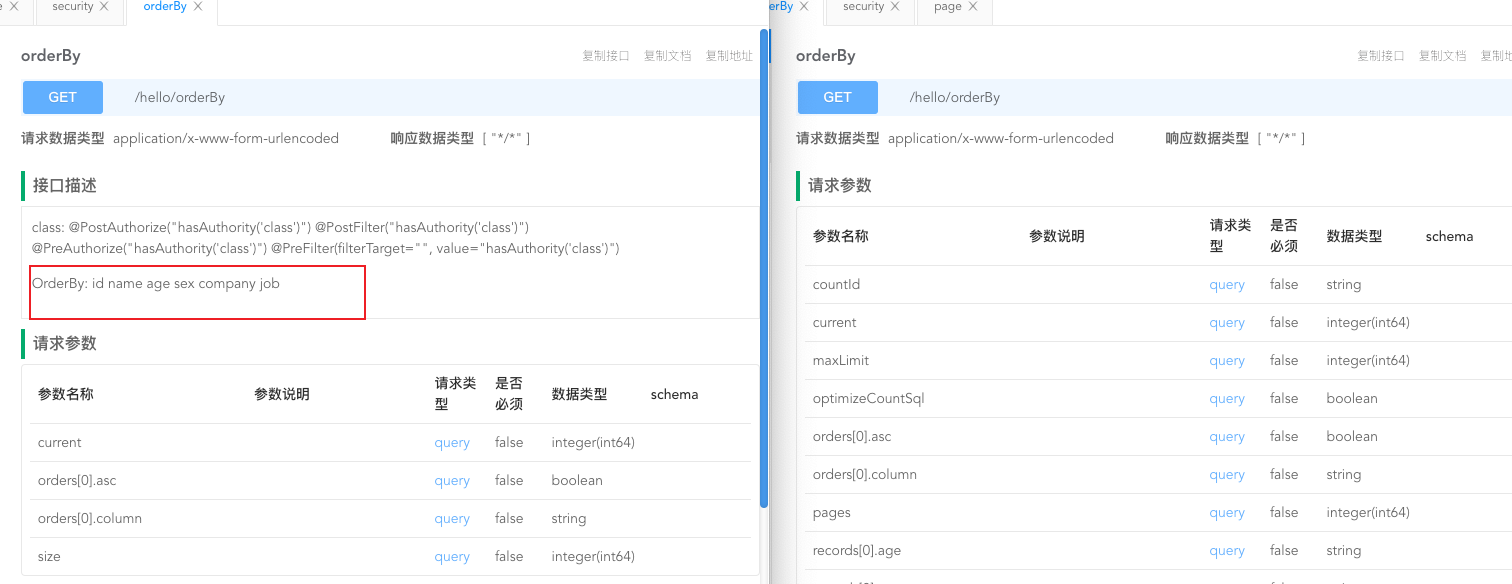 security
orderBy
orderBy
复制接口 复制文档 复制地址
GET /hello/orderBy
请求数据类型 application/x-www-form-urlencoded 响应数据类型 [ "*/*" ]
接口描述
class: @PostAuthorize("hasAuthority('class')") @PostFilter("hasAuthority('class')")
@PreAuthorize("hasAuthority('class')") @PreFilter(filterTarget="", value="hasAuthority('class')")
OrderBy: id name age sex company job
请求参数
参数名称 参数说明 请求类型 是否必须 数据类型 schema
current query false integer(int64)
orders[0].asc query false boolean
orders[0].column query false string
size query false integer(int64)
erBy
security
page
orderBy
复制接口 复制文档 复制地
GET /hello/orderBy
请求数据类型 application/x-www-form-urlencoded 响应数据类型 [ "*/*" ]
请求参数
参数名称 参数说明 请求类型 是否必须 数据类型 schema
countId query false string
current query false integer(int64)
maxLimit query false integer(int64)
optimizeCountSql query false boolean
orders[0].asc query false boolean
orders[0].column query false string
pages query false integer(int64)
records[0].age query false string